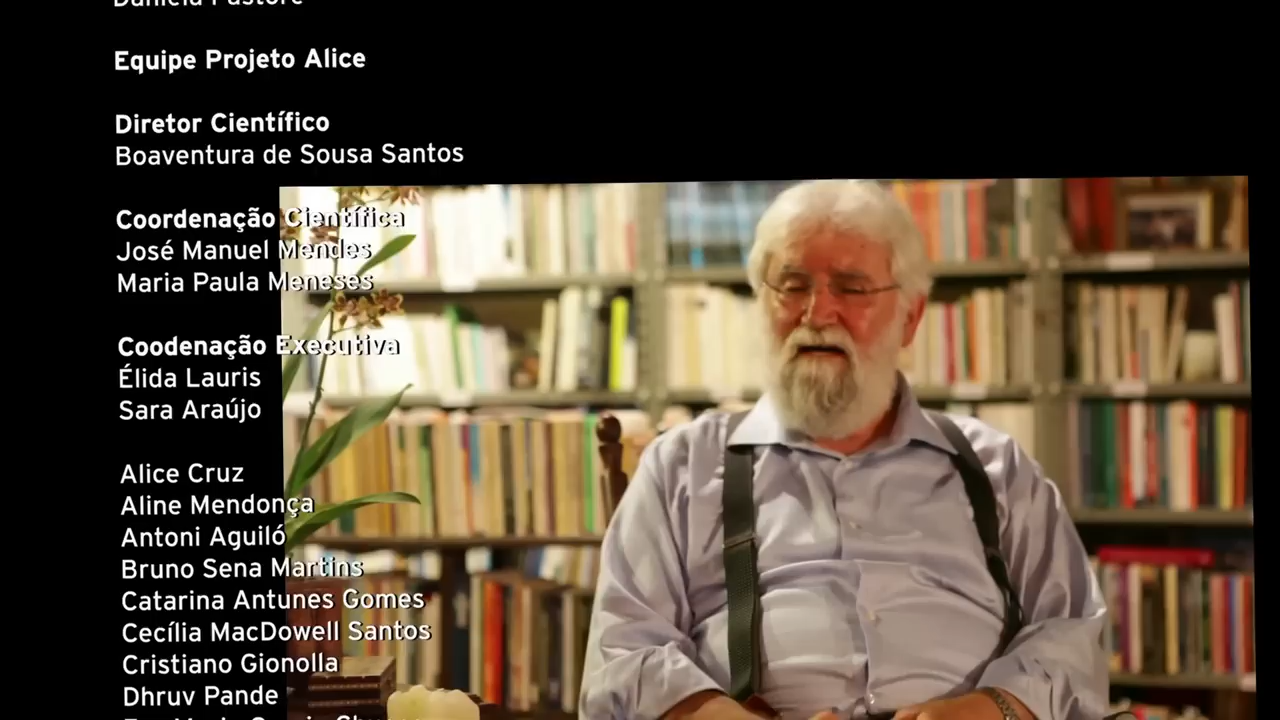 Daniela Pastore
Equipe Projeto Alice
Diretor Científico
Boaventura de Sousa Santos
Coordenação Científica
José Manuel Mendes
Maria Paula Meneses
Coodenação Executiva
Élida Lauris
Sara Araújo
Alice Cruz
Aline Mendonça
Antoni Aguiló
Bruno Sena Martins
Catarina Antunes Gomes
Cecília MacDowell Santos
Cristiano Gionolla
Dhruv Pande